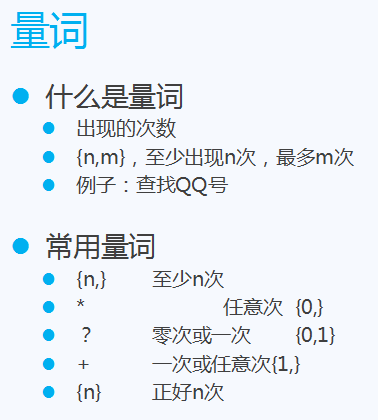 量词
什么是量词
出现的次数
{n,m}，至少出现n次，最多m次
例子：查找QQ号
常用量词
{n,} 至少n次
* 任意次 {0,}
？ 零次或一次 {0,1}
+ 一次或任意次{1,}
{n} 正好n次